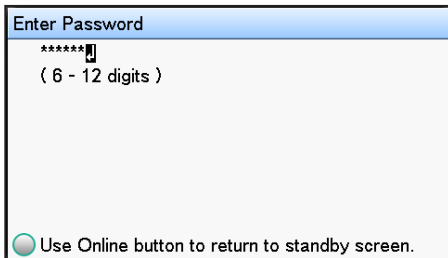 Enter Password
******↲
( 6 - 12 digits )
Use Online button to return to standby screen.